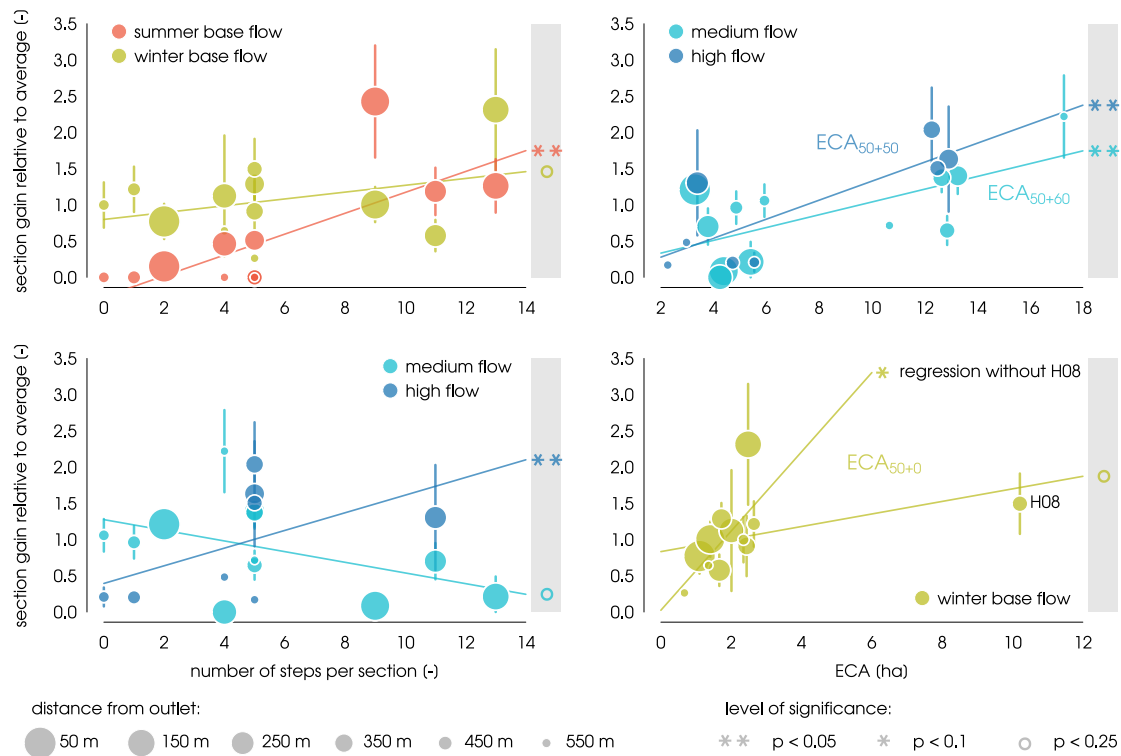 section gain relative to average (-)
3.5
3.0
2.5
2.0
1.5
1.0
0.5
0.0
summer base flow
winter base flow
* *
0 2 4 6 8 10 12 14
3.5
3.0
2.5
2.0
1.5
1.0
0.5
0.0
medium flow
high flow
ECA50+50
ECA50+60
* *
* *
2 4 6 8 10 12 14 16 18
section gain relative to average (-)
3.5
3.0
2.5
2.0
1.5
1.0
0.5
0.0
medium flow
high flow
* *
0 2 4 6 8 10 12 14
number of steps per section (-)
3.5
3.0
2.5
2.0
1.5
1.0
0.5
0.0
* regression without H08
ECA50+0
H08
winter base flow
0 2 4 6 8 10 12
ECA (ha)
distance from outlet:
50 m 150 m 250 m 350 m 450 m 550 m
level of significance:
* * p < 0.05 * p < 0.1 o p < 0.25